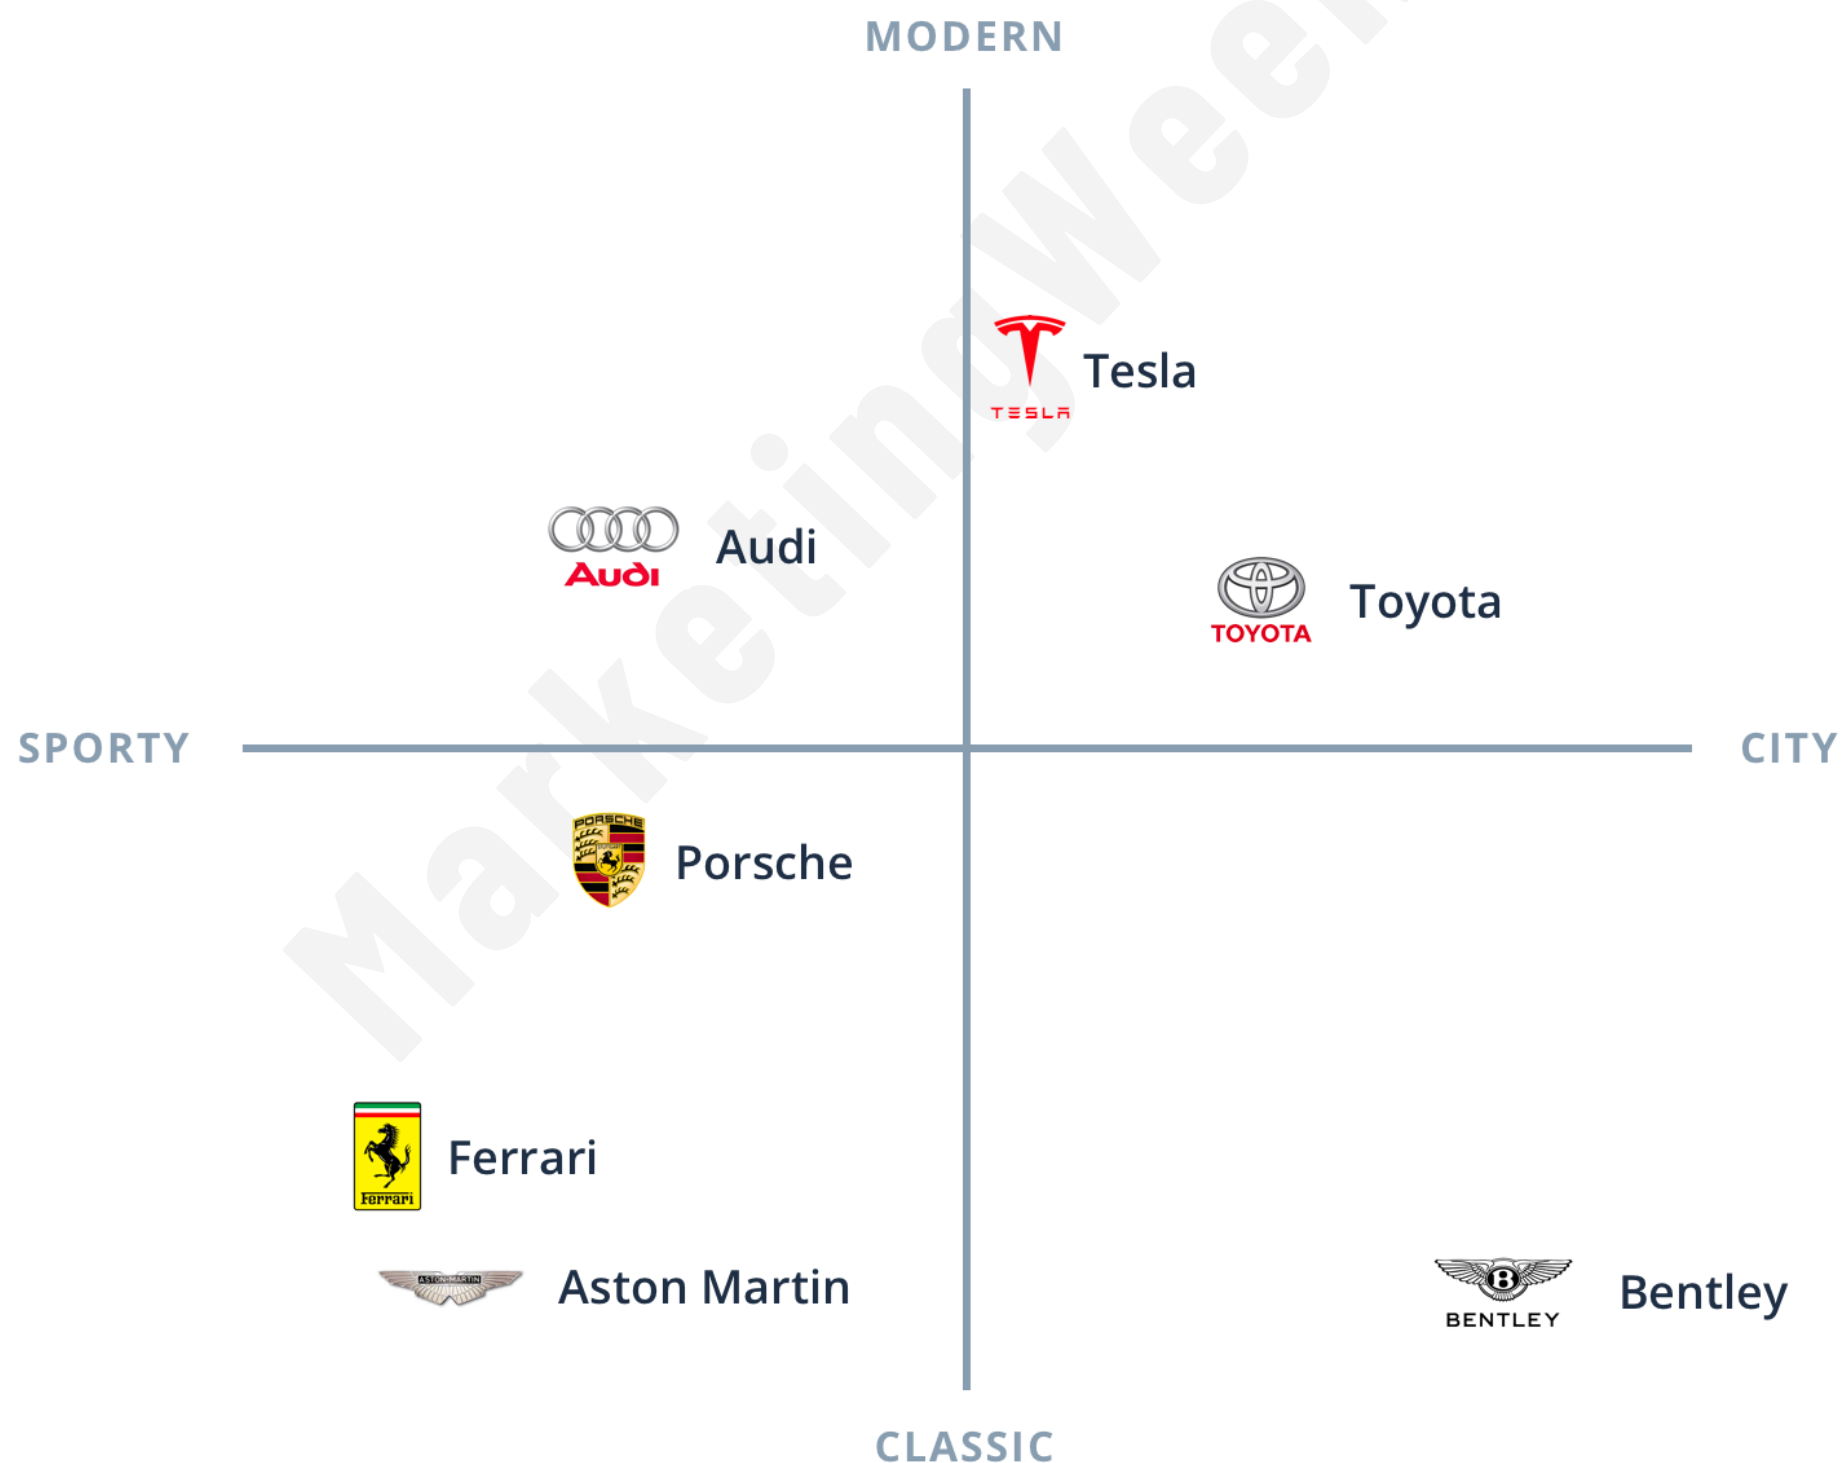 MODERN
MarketingWeek
TESLA
Tesla
AUDI
Audi
TOYOTA
Toyota
SPORTY
CITY
PORSCHE
Porsche
Ferrari
Ferrari
ASTON-MARTIN
Aston Martin
B
BENTLEY
Bentley
CLASSIC